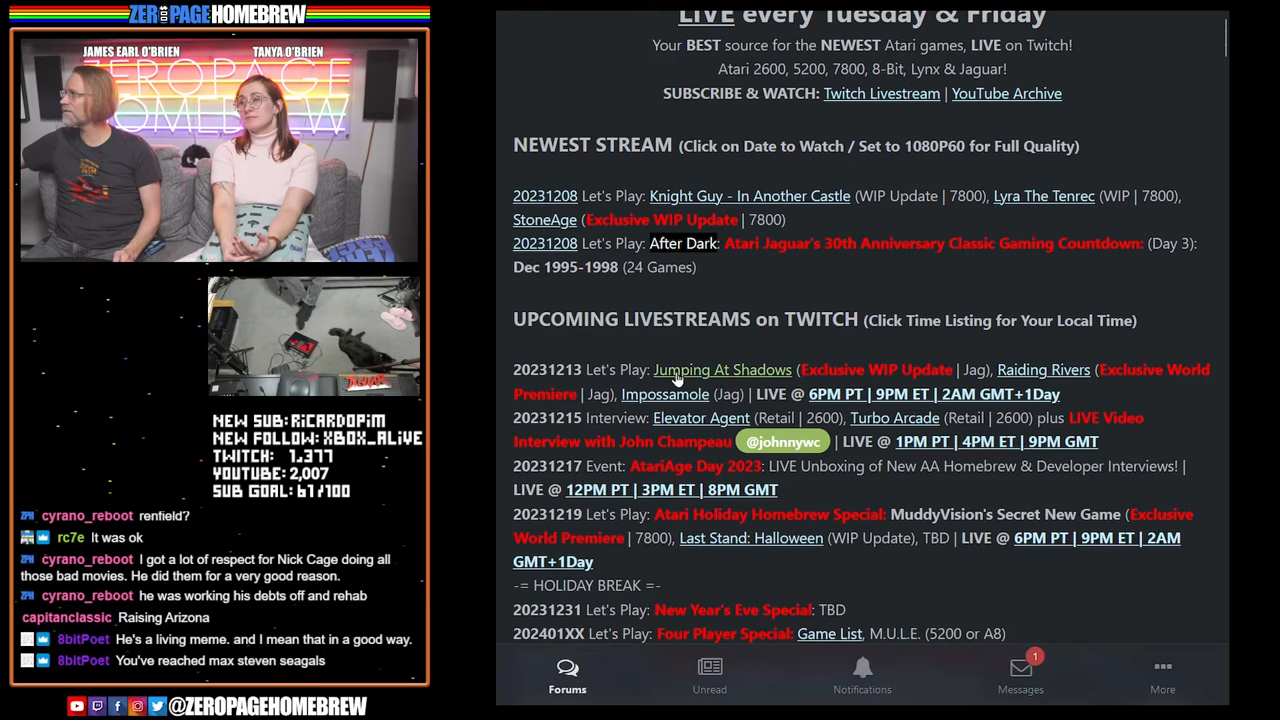 ZEROPAGEHOMEBREW
JAMES EARL O'BRIEN
TANYA O'BRIEN
ZEROPAGE
HOMEBREW
NEW SUB: RICARDOPIM
NEW FOLLOW: XBOX_ALIVE
TWITCH: 1,377
YOUTUBE: 2,007
SUB GOAL: 67/100
cyrano_reboot renfield?
rc7e It was ok
cyrano_reboot I got a lot of respect for Nick Cage doing all
those bad movies. He did them for a very good reason.
cyrano_reboot he was working his debts off and rehab
capitanclassic Raising Arizona
8bitPoet He's a living meme. and I mean that in a good way.
8bitPoet You've reached max steven seagals
@ZEROPAGEHOMEBREW
LIVE every Tuesday & Friday
Your BEST source for the NEWEST Atari games, LIVE on Twitch!
Atari 2600, 5200, 7800, 8-Bit, Lynx & Jaguar!
SUBSCRIBE & WATCH: Twitch Livestream | YouTube Archive
NEWEST STREAM (Click on Date to Watch / Set to 1080P60 for Full Quality)
20231208 Let's Play: Knight Guy - In Another Castle (WIP Update | 7800), Lyra The Tenrec (WIP | 7800),
StoneAge (Exclusive WIP Update | 7800)
20231208 Let's Play: After Dark: Atari Jaguar's 30th Anniversary Classic Gaming Countdown: (Day 3):
Dec 1995-1998 (24 Games)
UPCOMING LIVESTREAMS on TWITCH (Click Time Listing for Your Local Time)
20231213 Let's Play: Jumping At Shadows (Exclusive WIP Update | Jag), Raiding Rivers (Exclusive World
Premiere | Jag), Impossamole (Jag) | LIVE @ 6PM PT | 9PM ET | 2AM GMT+1Day
20231215 Interview: Elevator Agent (Retail | 2600), Turbo Arcade (Retail | 2600) plus LIVE Video
Interview with John Champeau @johnnywc | LIVE @ 1PM PT | 4PM ET | 9PM GMT
20231217 Event: AtariAge Day 2023: LIVE Unboxing of New AA Homebrew & Developer Interviews! |
LIVE @ 12PM PT | 3PM ET | 8PM GMT
20231219 Let's Play: Atari Holiday Homebrew Special: MuddyVision's Secret New Game (Exclusive
World Premiere | 7800), Last Stand: Halloween (WIP Update), TBD | LIVE @ 6PM PT | 9PM ET | 2AM
GMT+1Day
-= HOLIDAY BREAK =-
20231231 Let's Play: New Year's Eve Special: TBD
202401XX Let's Play: Four Player Special: Game List, M.U.L.E. (5200 or A8)
1
Forums
Unread
Notifications
Messages
More